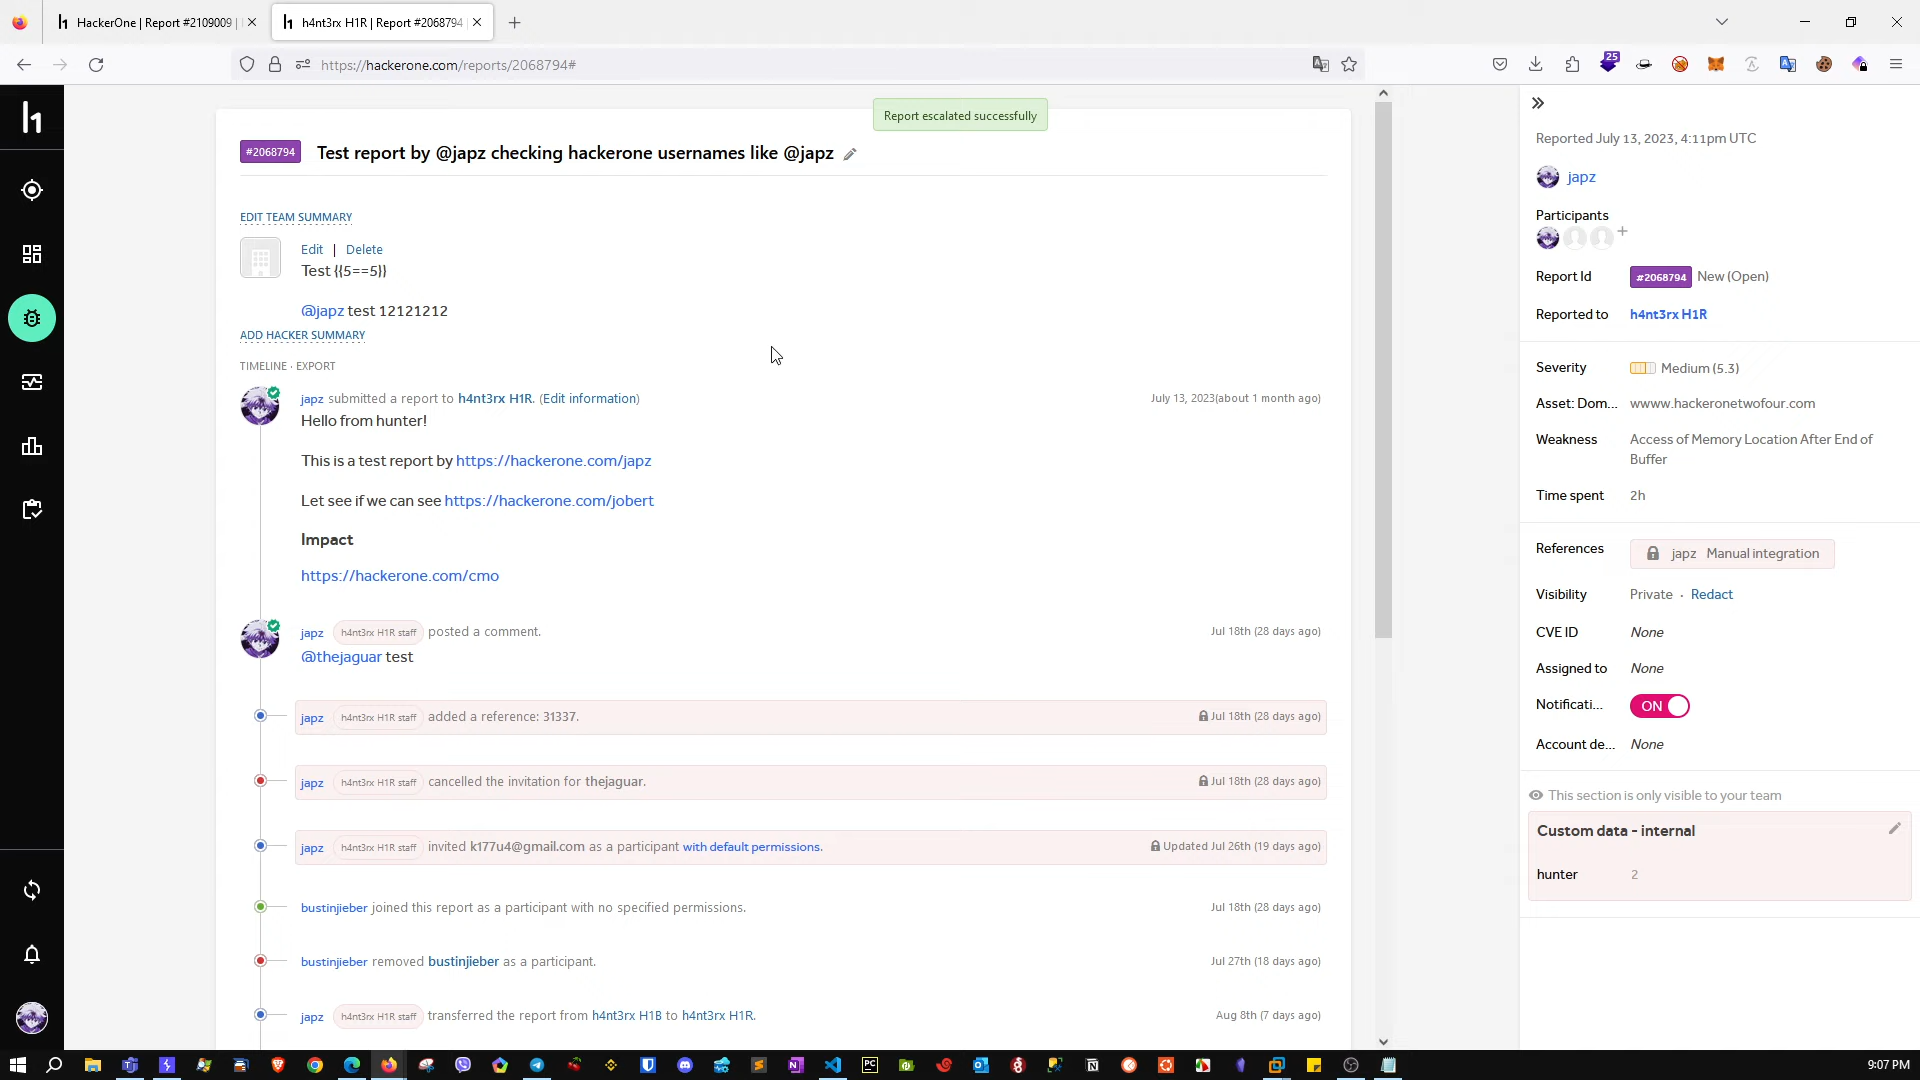 HackerOne | Report #2109009 |
h4nt3rx H1R | Report #2068794
https://hackerone.com/reports/2068794#
25
Report escalated successfully
#2068794 Test report by @japz checking hackerone usernames like @japz
EDIT TEAM SUMMARY
Edit | Delete
Test {{5==5}}
@japz test 12121212
ADD HACKER SUMMARY
TIMELINE · EXPORT
japz submitted a report to h4nt3rx H1R. (Edit information) July 13, 2023(about 1 month ago)
Hello from hunter!
This is a test report by https://hackerone.com/japz
Let see if we can see https://hackerone.com/jobert
Impact
https://hackerone.com/cmo
japz h4nt3rx H1R staff posted a comment. Jul 18th (28 days ago)
@thejaguar test
japz h4nt3rx H1R staff added a reference: 31337. Jul 18th (28 days ago)
japz h4nt3rx H1R staff cancelled the invitation for thejaguar. Jul 18th (28 days ago)
japz h4nt3rx H1R staff invited k177u4@gmail.com as a participant with default permissions. Updated Jul 26th (19 days ago)
bustinjieber joined this report as a participant with no specified permissions. Jul 18th (28 days ago)
bustinjieber removed bustinjieber as a participant. Jul 27th (18 days ago)
japz h4nt3rx H1R staff transferred the report from h4nt3rx H1B to h4nt3rx H1R. Aug 8th (7 days ago)
Reported July 13, 2023, 4:11pm UTC
japz
Participants
+
Report Id #2068794 New (Open)
Reported to h4nt3rx H1R
Severity Medium (5.3)
Asset: Dom... wwww.hackeronetwofour.com
Weakness Access of Memory Location After End of
Buffer
Time spent 2h
References japz Manual integration
Visibility Private · Redact
CVE ID None
Assigned to None
Notificati... ON
Account de... None
This section is only visible to your team
Custom data - internal
hunter 2
9:07 PM